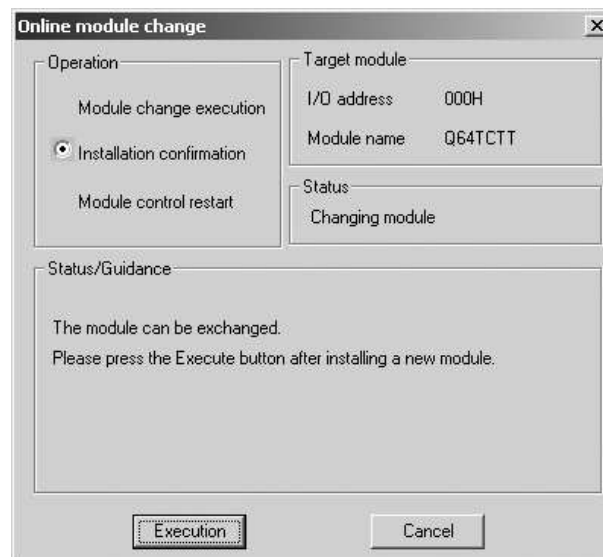 Online module change
Operation
Module change execution
Installation confirmation
Module control restart
Target module
I/O address 000H
Module name Q64TCTT
Status
Changing module
Status/Guidance
The module can be exchanged.
Please press the Execute button after installing a new module.
Execution Cancel